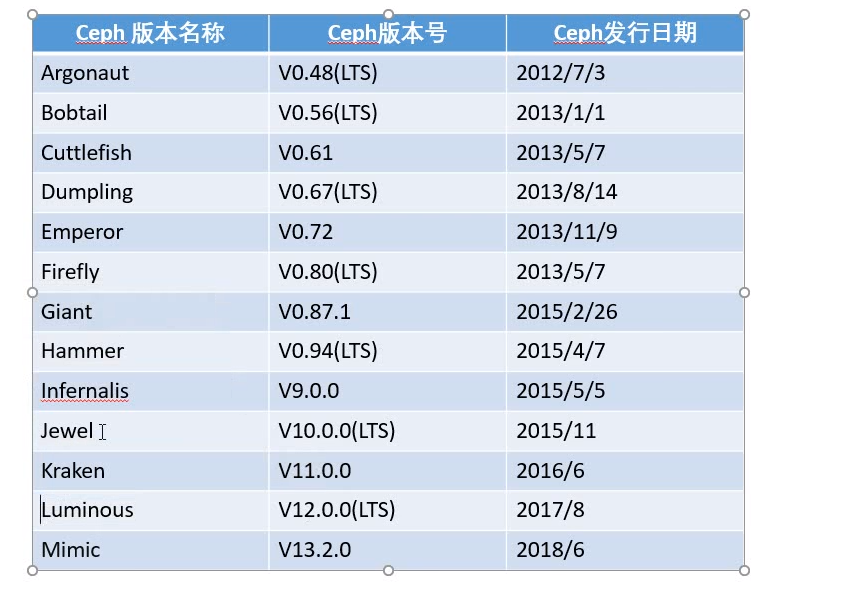 Ceph 版本名称 Ceph版本号 Ceph发行日期
Argonaut V0.48(LTS) 2012/7/3
Bobtail V0.56(LTS) 2013/1/1
Cuttlefish V0.61 2013/5/7
Dumpling V0.67(LTS) 2013/8/14
Emperor V0.72 2013/11/9
Firefly V0.80(LTS) 2013/5/7
Giant V0.87.1 2015/2/26
Hammer V0.94(LTS) 2015/4/7
Infernalis V9.0.0 2015/5/5
Jewel V10.0.0(LTS) 2015/11
Kraken V11.0.0 2016/6
Luminous V12.0.0(LTS) 2017/8
Mimic V13.2.0 2018/6